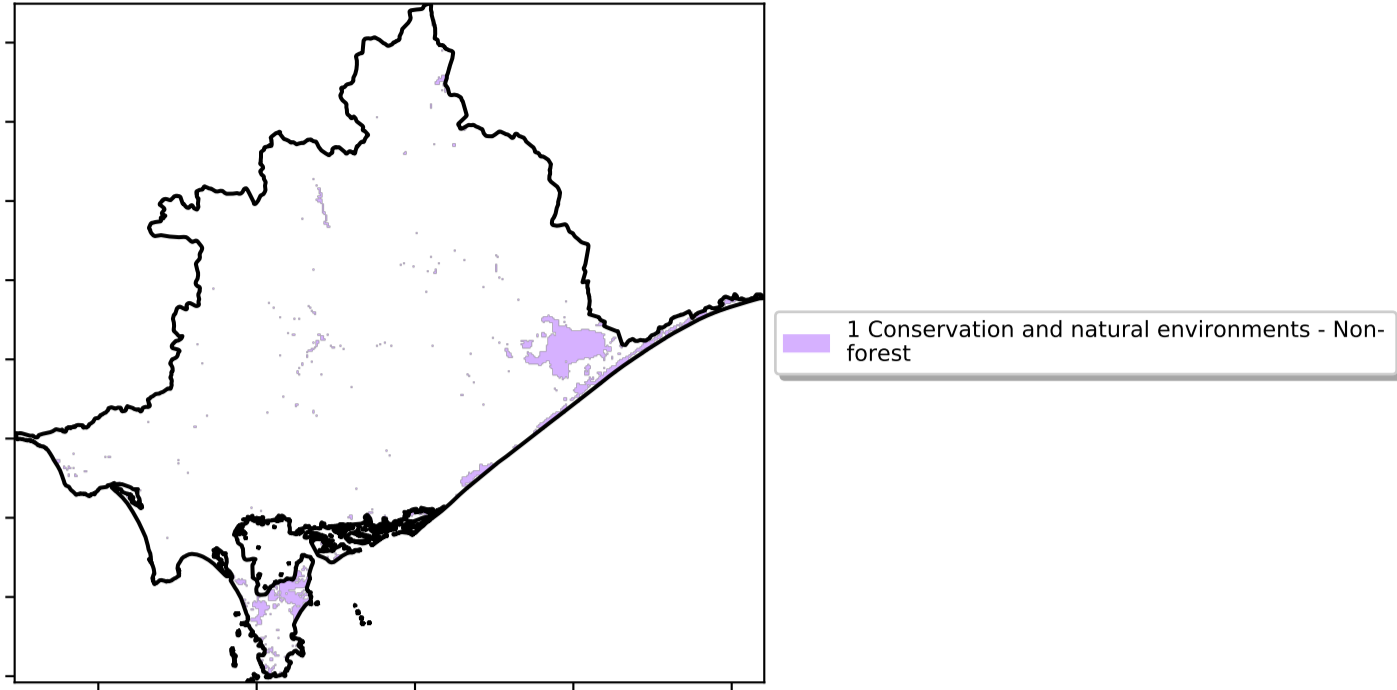 1 Conservation and natural environments - Non-
forest